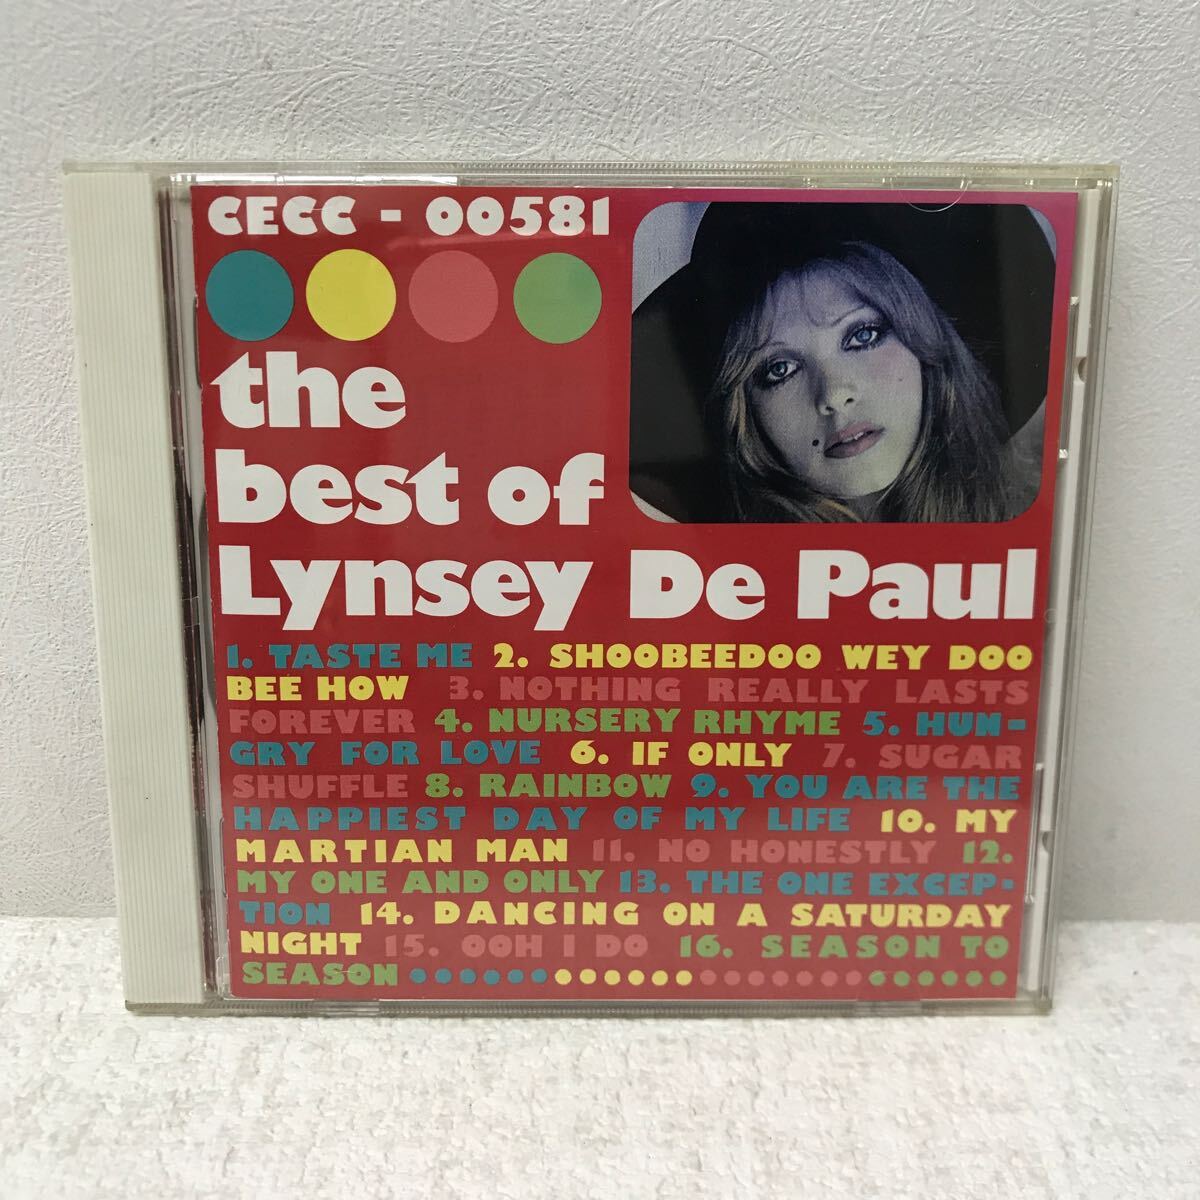 CECC - 00581
the
best of
Lynsey De Paul
1. TASTE ME 2. SHOOBEEDOO WEY DOO
BEE HOW 3. NOTHING REALLY LASTS
FOREVER 4. NURSERY RHYME 5. HUN-
GRY FOR LOVE 6. IF ONLY 7. SUGAR
SHUFFLE 8. RAINBOW 9. YOU ARE THE
HAPPIEST DAY OF MY LIFE 10. MY
MARTIAN MAN 11. NO HONESTLY 12.
MY ONE AND ONLY 13. THE ONE EXCEP-
TION 14. DANCING ON A SATURDAY
NIGHT 15. OOH I DO 16. SEASON TO
SEASON